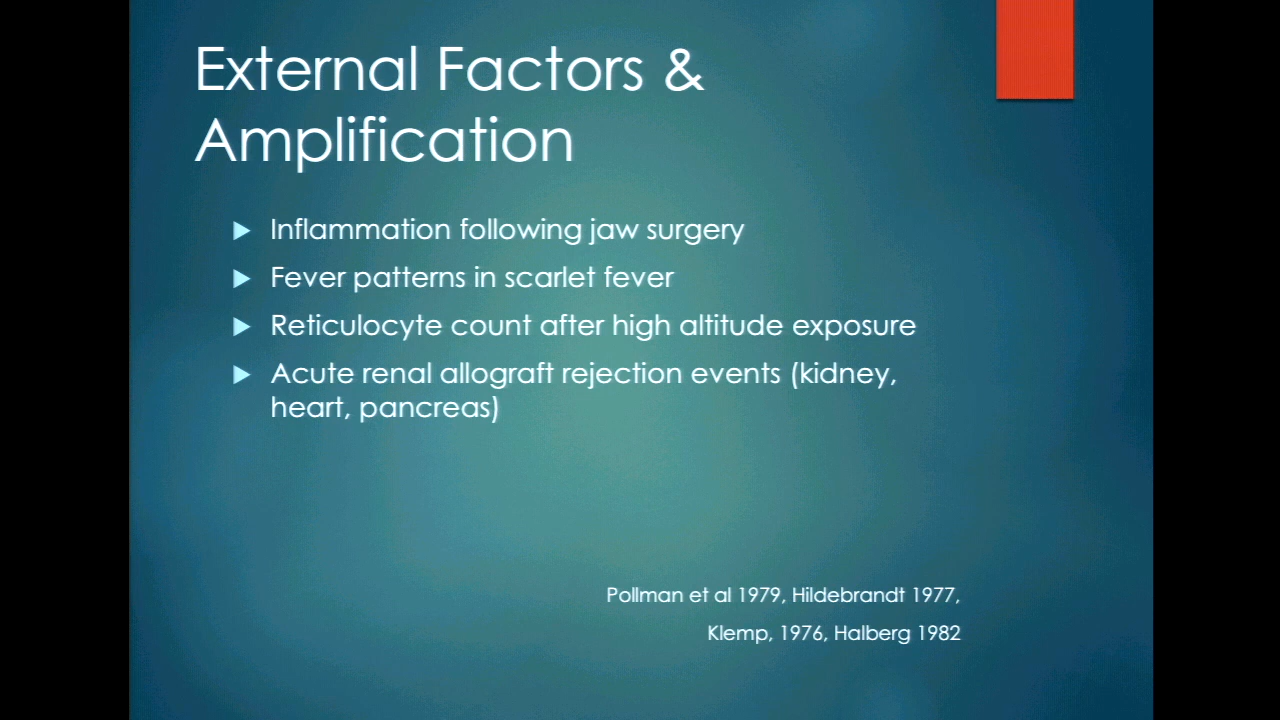 External Factors &
Amplification
Inflammation following jaw surgery
Fever patterns in scarlet fever
Reticulocyte count after high altitude exposure
Acute renal allograft rejection events (kidney,
heart, pancreas)
Pollman et al 1979, Hildebrandt 1977,
Klemp, 1976, Halberg 1982